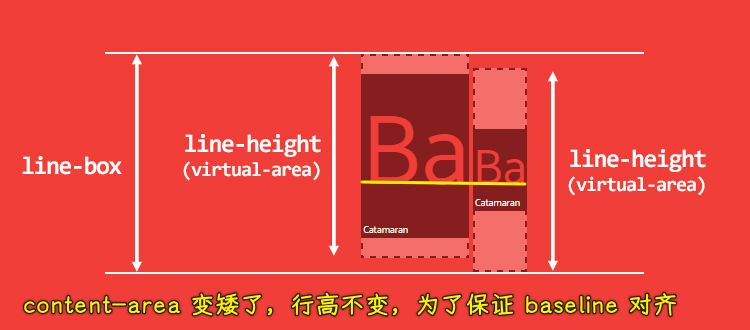 line-box
line-height
(virtual-area)
Ba
Catamaran
Ba
Catamaran
line-height
(virtual-area)
content-area 变矮了，行高不变，为了保证 baseline 对齐